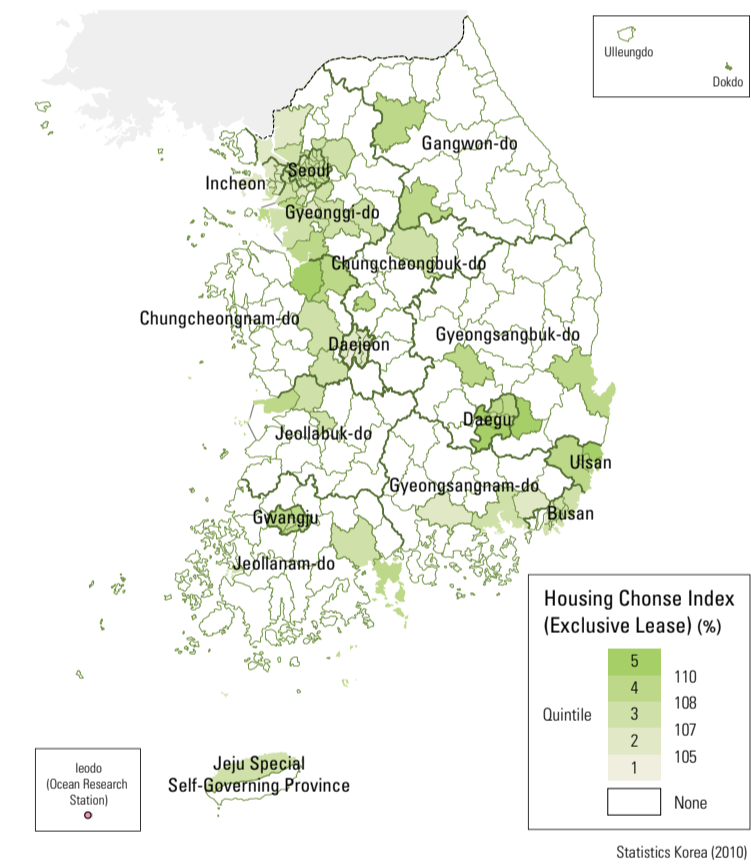 Ulleungdo
Dokdo
Gangwon-do
Seoul
Incheon
Gyeonggi-do
Chungcheongbuk-do
Chungcheongnam-do
Gyeongsangbuk-do
Daejeon
Daegu
Jeollabuk-do
Ulsan
Gyeongsangnam-do
Busan
Gwangju
Jeollanam-do
Housing Chonse Index
(Exclusive Lease) (%)
5
110
4
108
Quintile
3
107
2
105
1
None
Jeju Special
Self-Governing Province
Ieodo
(Ocean Research
Station)
Statistics Korea (2010)